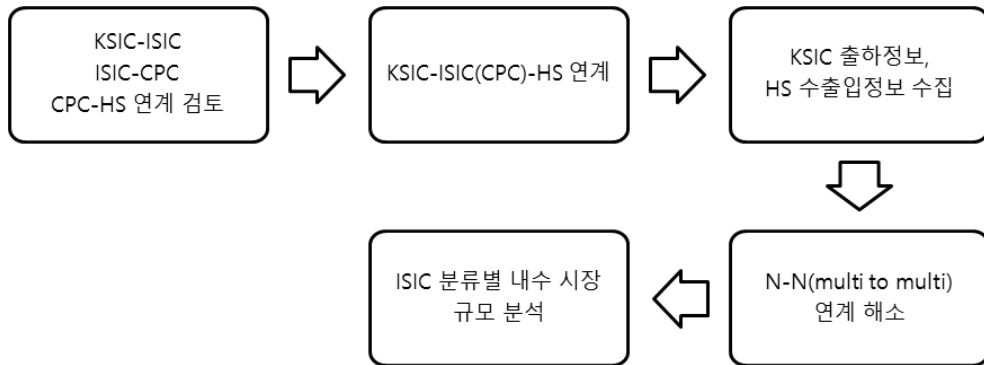 KSIC-ISIC
ISIC-CPC
CPC-HS 연계 검토
KSIC-ISIC(CPC)-HS 연계
KSIC 출하정보,
HS 수출입정보 수집
N-N(multi to multi)
연계 해소
ISIC 분류별 내수 시장
규모 분석